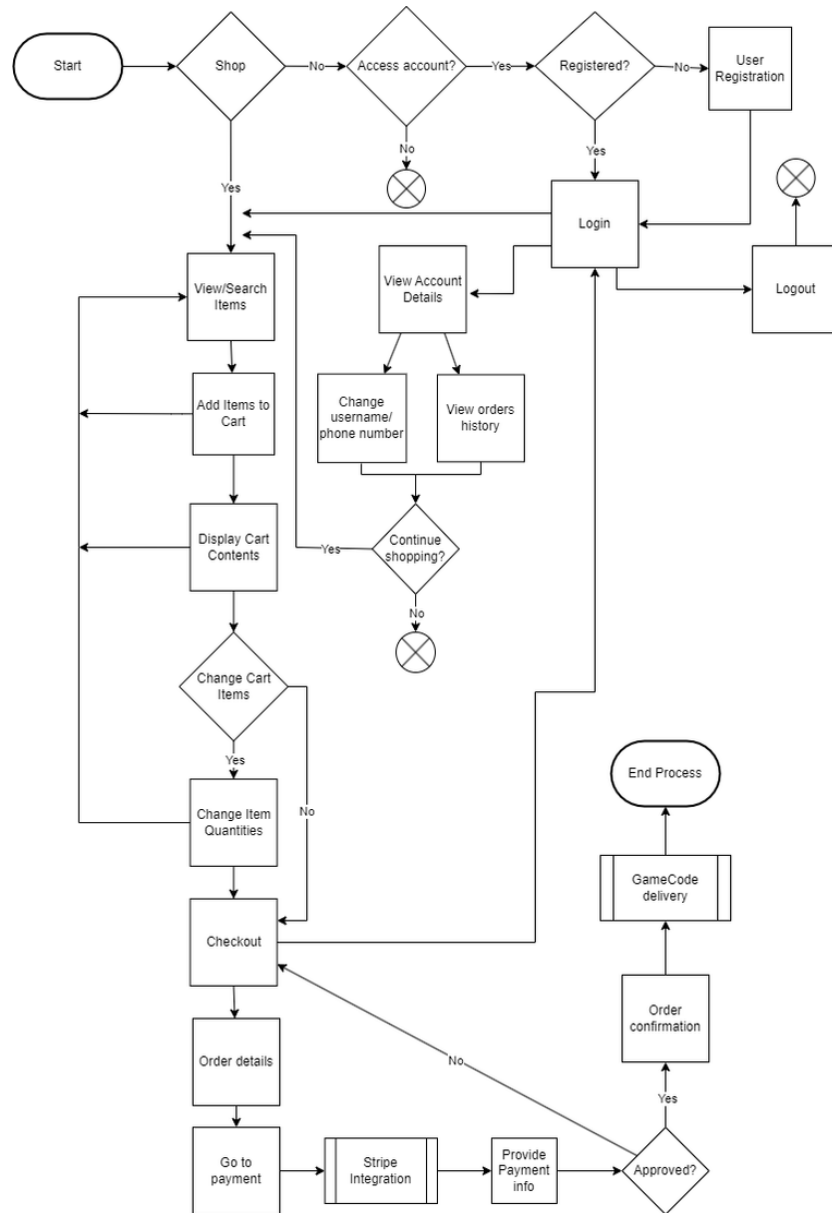 Start
Shop
No
Access account?
Yes
Registered?
No
User
Registration
No
Yes
Yes
Login
View/Search
Items
View Account
Details
Logout
Add Items to
Cart
Change
username/
phone number
View orders
history
Display Cart
Contents
Yes
Continue
shopping?
No
Change Cart
Items
Yes
No
Change Item
Quantities
End Process
GameCode
delivery
Checkout
Order
confirmation
Order details
No
Yes
Go to
payment
Stripe
Integration
Provide
Payment
info
Approved?